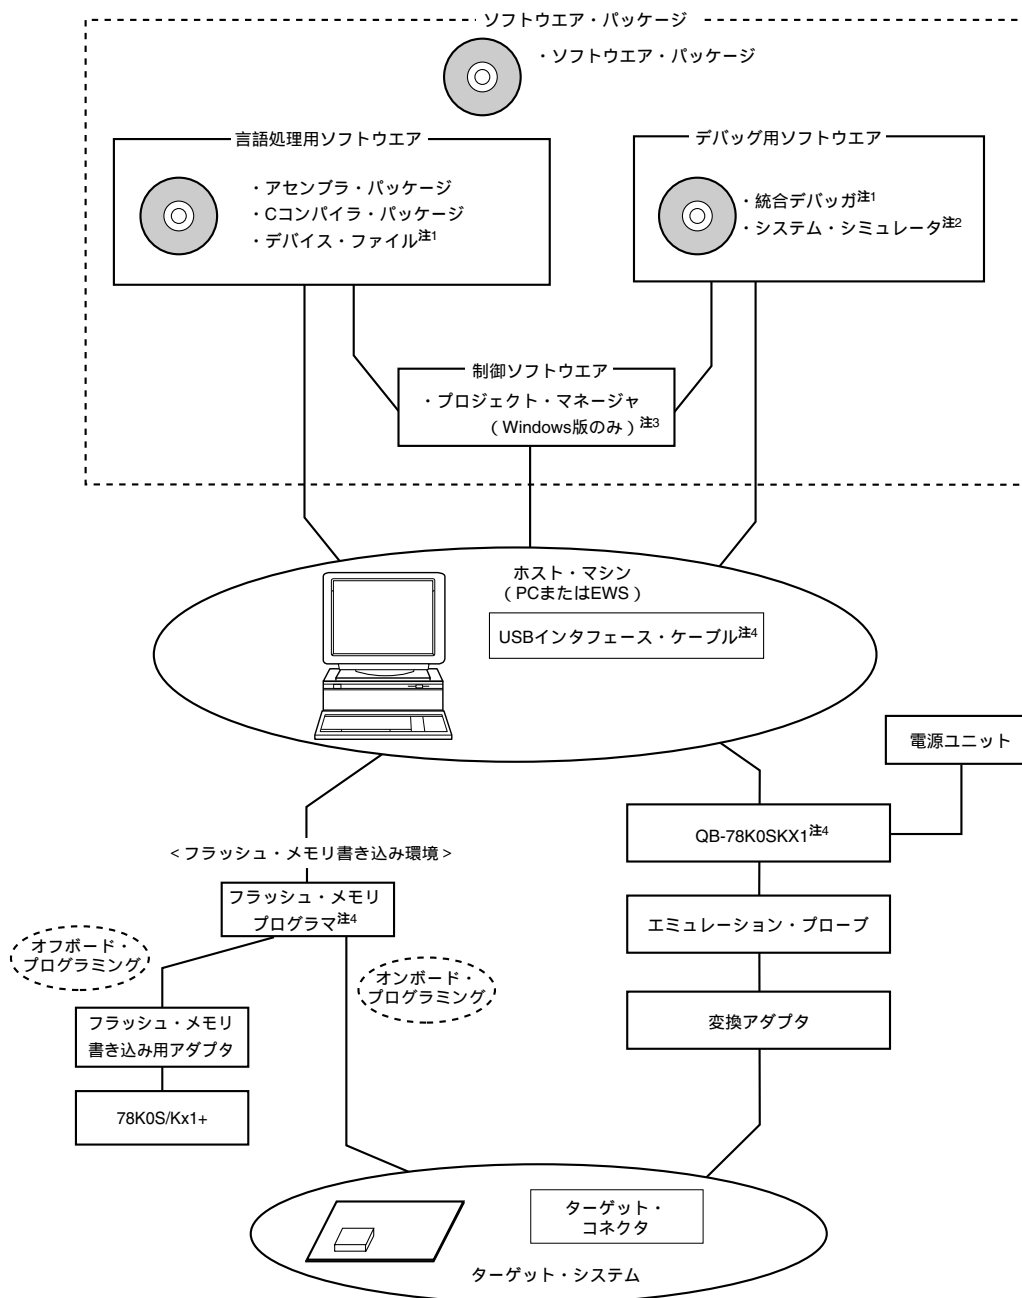 ソフトウエア・パッケージ
・ソフトウエア・パッケージ
言語処理用ソフトウエア
・アセンブラ・パッケージ
・Cコンパイラ・パッケージ
・デバイス・ファイル注1
デバッグ用ソフトウエア
・統合デバッガ注1
・システム・シミュレータ注2
制御ソフトウエア
・プロジェクト・マネージャ
(Windows版のみ)注3
ホスト・マシン
(PCまたはEWS)
USBインタフェース・ケーブル注4
電源ユニット
QB-78K0SKX1注4
<フラッシュ・メモリ書き込み環境>
フラッシュ・メモリ
プログラマ注4
エミュレーション・プローブ
オフボード・
プログラミング
オンボード・
プログラミング
フラッシュ・メモリ
書き込み用アダプタ
変換アダプタ
78K0S/Kx1+
ターゲット・
コネクタ
ターゲット・システム